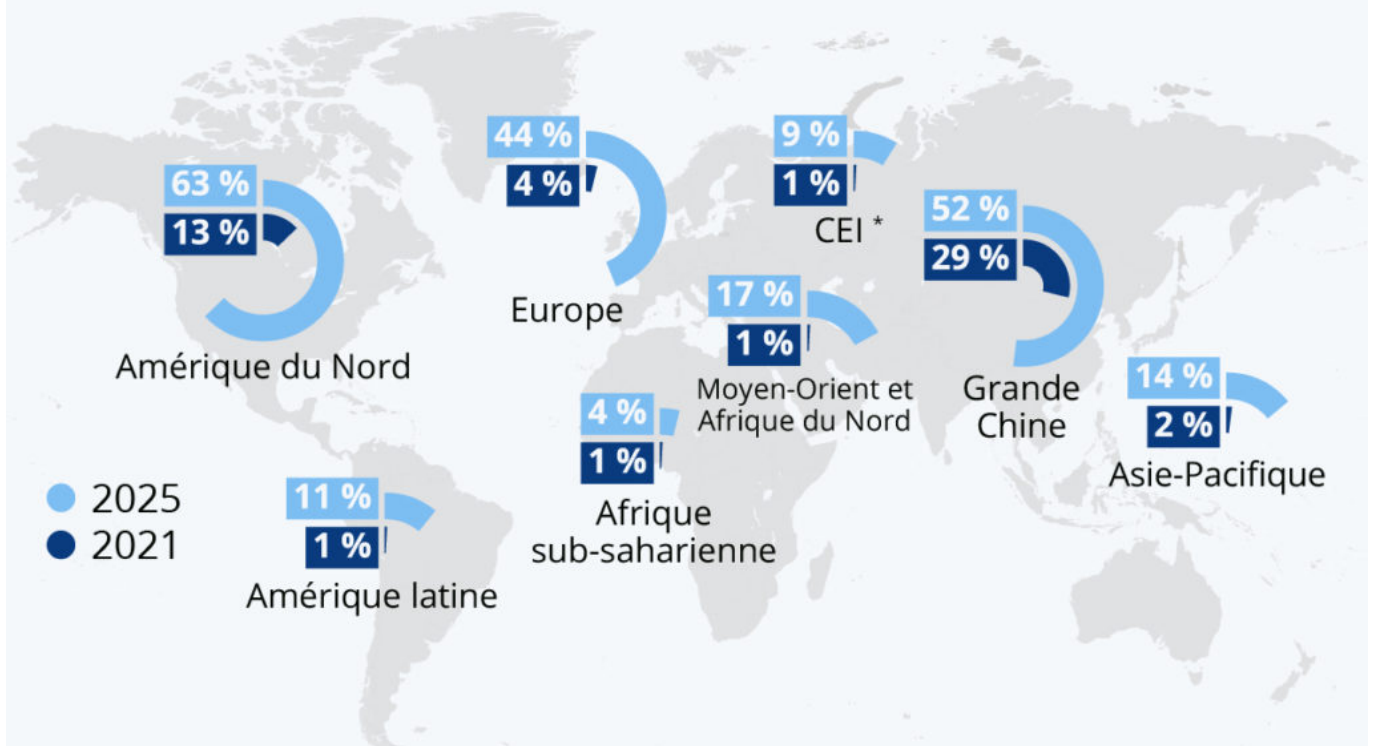 63 %
13 %
Amérique du Nord
44 %
4 %
Europe
9 %
1 %
CEI *
52 %
29 %
Grande
Chine
17 %
1 %
Moyen-Orient et
Afrique du Nord
14 %
2 %
Asie-Pacifique
4 %
1 %
Afrique
sub-saharienne
11 %
1 %
Amérique latine
2025
2021